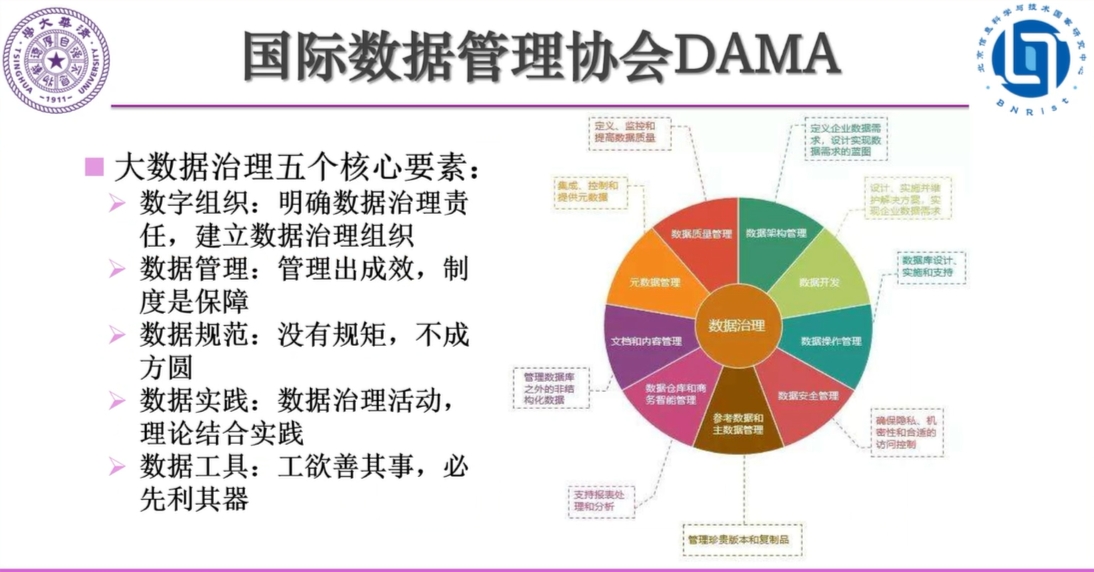 國際数据管理协会DAMA
大数据治理五个核心要素：
数字组织：明确数据治理责
任，建立数据治理组织
数据管理：管理出成效，制
度是保障
数据规范：没有规矩，不成
方圆
数据实践：数据治理活动，
理论结合实践
数据工具：工欲善其事，必
先利其器
定义、监控和
提高数据质量
定义企业数据需
求，设计实现数
据需求的蓝图
集成、控制和
提供元数据
设计、实施并维
护解决方案，实
现企业数据需求
数据库设计、
实施和支持
管理数据库
之外的非结
构化数据
确保隐私、机
密性和合适的
访问控制
支持报表处
理和分析
管理珍贵版本和复制品
数据治理
数据质量管理
数据架构管理
元数据管理
数据开发
文档和内容管理
数据操作管理
数据仓库和商
务智能管理
数据安全管理
参考数据和
主数据管理
TSINGHUA UNIVERSITY
-1911-
北京信息科学与技术国家研究中心
BNRist